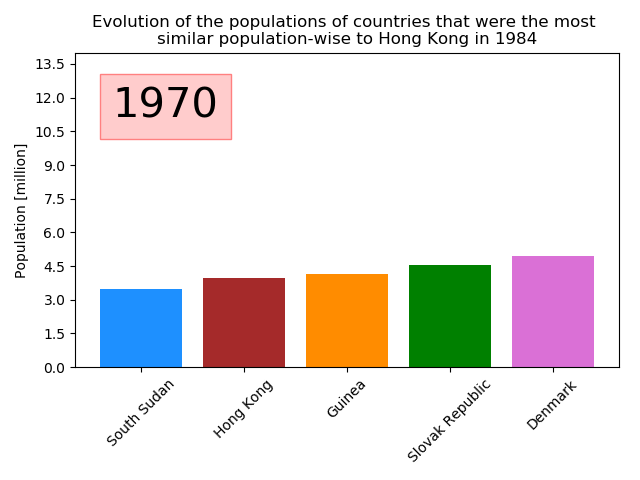 Evolution of the populations of countries that were the most
similar population-wise to Hong Kong in 1984
1970
Population [million]
13.5
12.0
10.5
9.0
7.5
6.0
4.5
3.0
1.5
0.0
South Sudan
Hong Kong
Guinea
Slovak Republic
Denmark